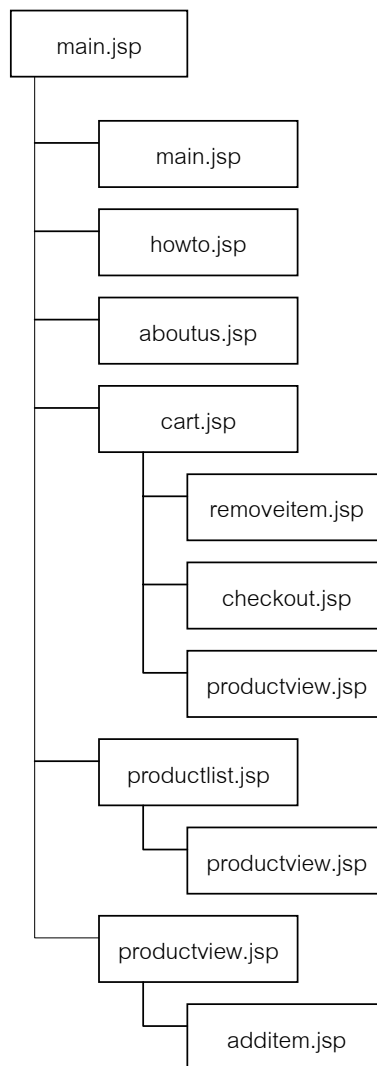 main.jsp
main.jsp
howto.jsp
aboutus.jsp
cart.jsp
removeitem.jsp
checkout.jsp
productview.jsp
productlist.jsp
productview.jsp
productview.jsp
additem.jsp